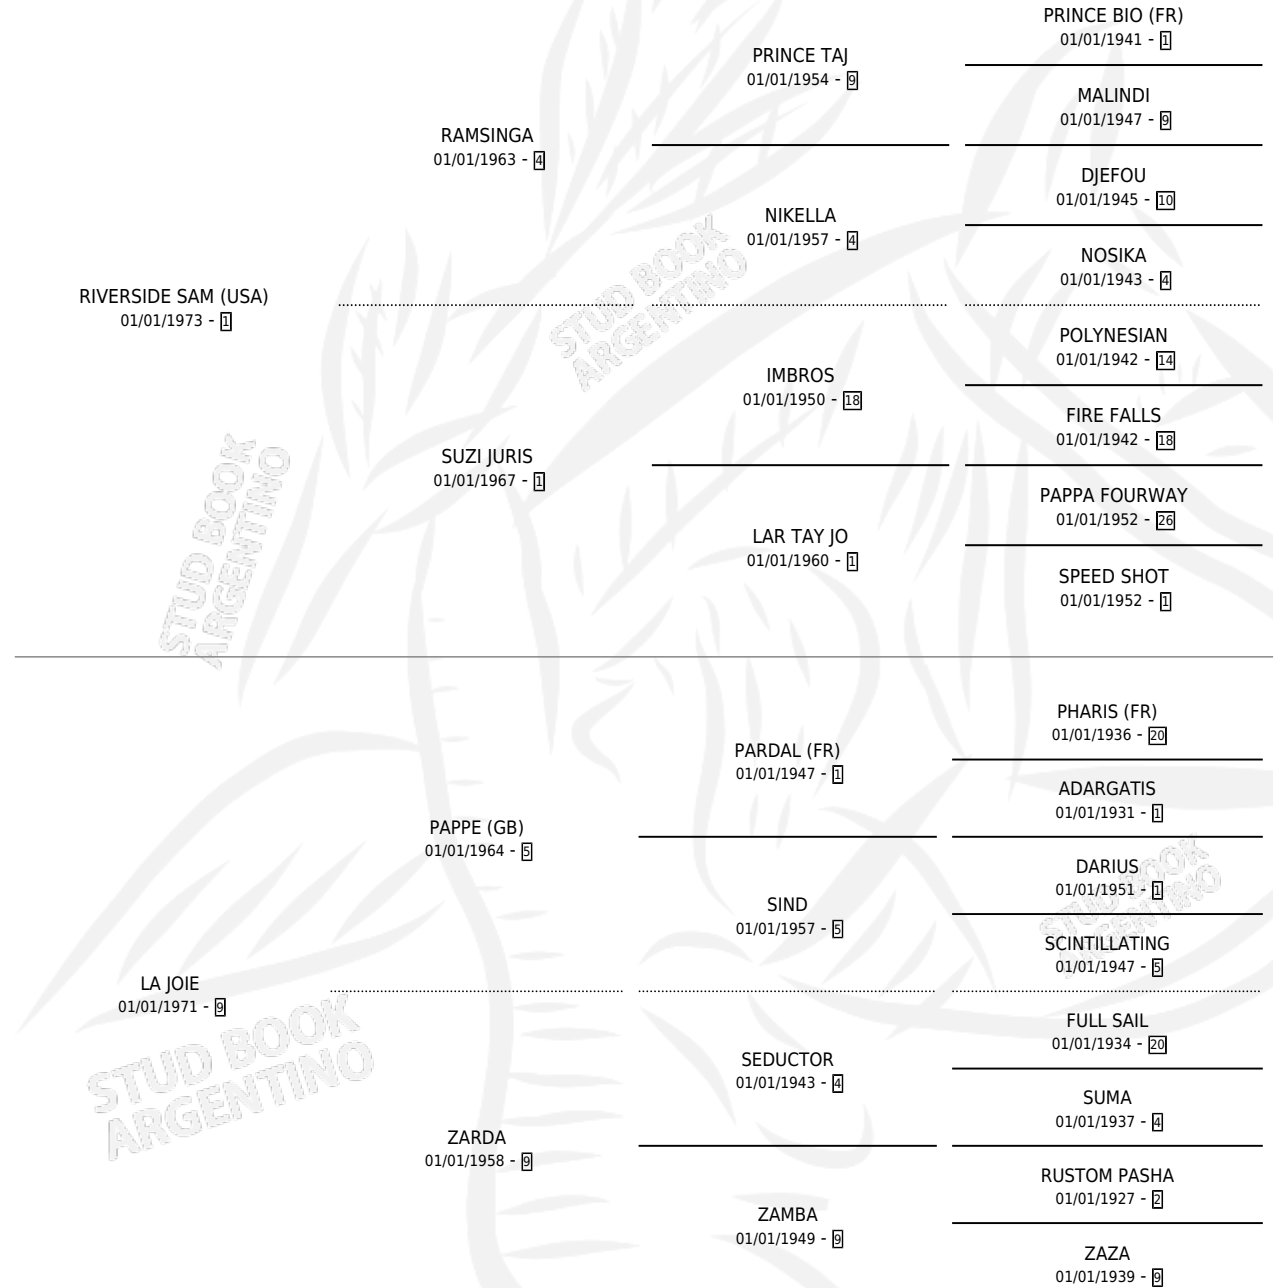 PRINCE BIO (FR)
01/01/1941 - 1
PRINCE TAJ
01/01/1954 - 9
MALINDI
01/01/1947 - 9
RAMSINGA
01/01/1963 - 4
DJEFOU
01/01/1945 - 10
NIKELLA
01/01/1957 - 4
NOSIKA
01/01/1943 - 4
RIVERSIDE SAM (USA)
01/01/1973 - 1
POLYNESIAN
01/01/1942 - 14
IMBROS
01/01/1950 - 18
FIRE FALLS
01/01/1942 - 18
SUZI JURIS
01/01/1967 - 1
PAPPA FOURWAY
01/01/1952 - 26
LAR TAY JO
01/01/1960 - 1
SPEED SHOT
01/01/1952 - 1
STUD BOOK
ARGENTINO
STUD BOOK
ARGENTINO
PHARIS (FR)
01/01/1936 - 20
PARDAL (FR)
01/01/1947 - 1
ADARGATIS
01/01/1931 - 1
PAPPE (GB)
01/01/1964 - 5
DARIUS
01/01/1951 - 1
SIND
01/01/1957 - 5
SCINTILLATING
01/01/1947 - 5
LA JOIE
01/01/1971 - 9
FULL SAIL
01/01/1934 - 20
SEDUCTOR
01/01/1943 - 4
SUMA
01/01/1937 - 4
ZARDA
01/01/1958 - 9
RUSTOM PASHA
01/01/1927 - 2
ZAMBA
01/01/1949 - 9
ZAZA
01/01/1939 - 9
STUD BOOK
ARGENTINO
STUD BOOK
ARGENTINO